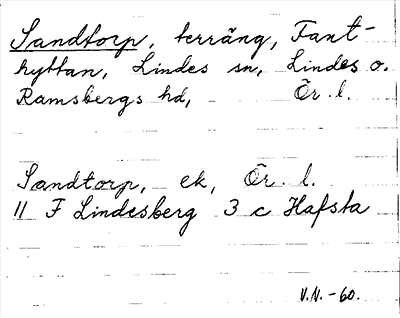 Sandtorp, terräng, Fant-
hyttan, Lindes sn, Lindes o.
Ramsbergs hd, Ör. l.
Sandtorp, ek, Ör. l.
11 F Lindesberg 3 c Hafsta
V.N. -60.